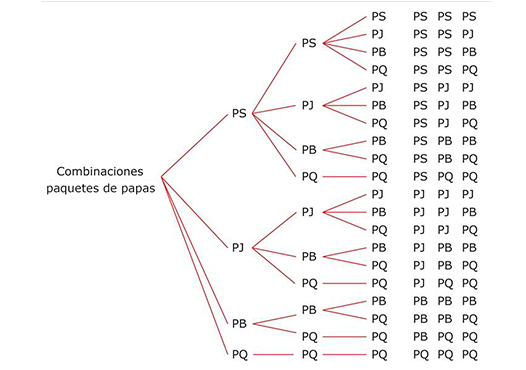 PS PS PS PS
PJ PS PS PJ
PS
PB PS PS PB
PQ PS PS PQ
PJ PS PJ PJ
PS PJ PB PS PJ PB
PQ PS PJ PQ
PB PS PB PB
PB
PQ PS PB PQ
Combinaciones
PQ PQ PS PQ PQ
paquetes de papas
PJ PJ PJ PJ
PJ PB PJ PJ PB
PQ PJ PJ PQ
PJ PB PJ PB PB
PB
PQ PJ PB PQ
PQ PQ PJ PQ PQ
PB PB PB PB
PB
PB PQ PB PB PQ
PQ PQ PB PQ PQ
PQ PQ PQ PQ PQ PQ